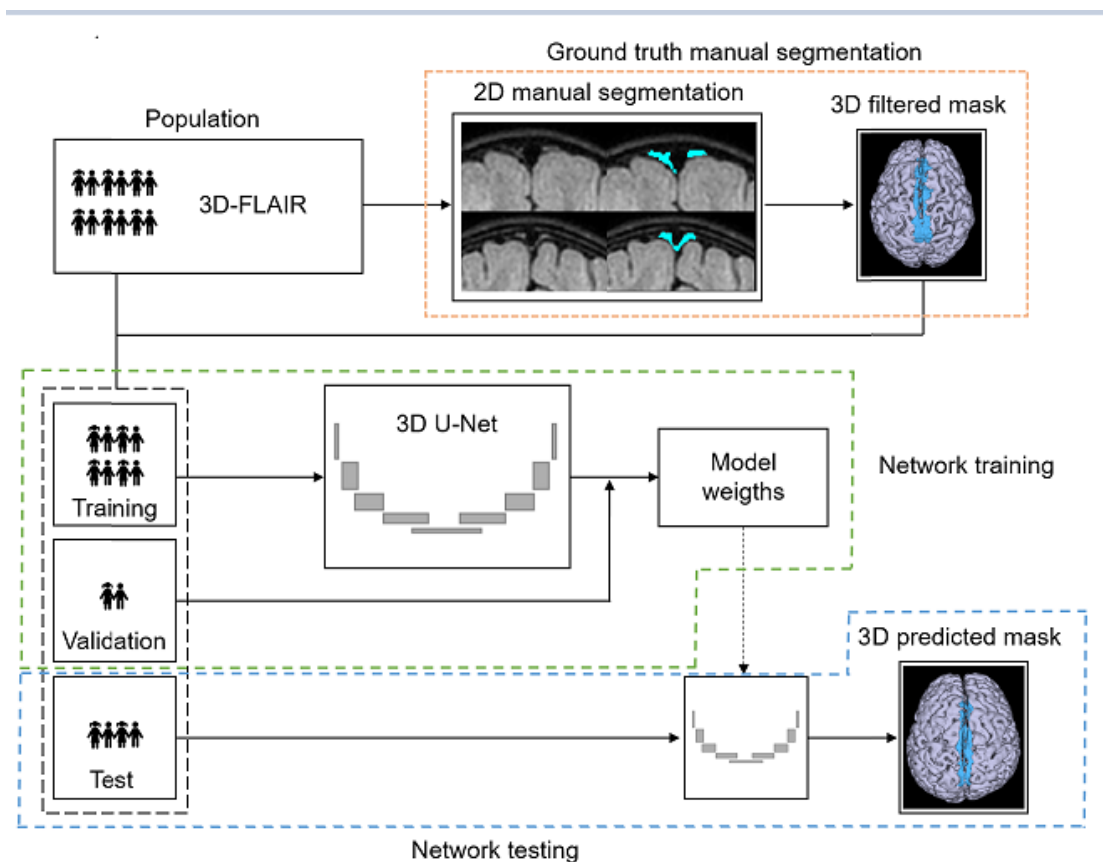 Ground truth manual segmentation
2D manual segmentation
3D filtered mask
Population
3D-FLAIR
3D U-Net
Training
Model
weigths
Network training
Validation
3D predicted mask
Test
Network testing